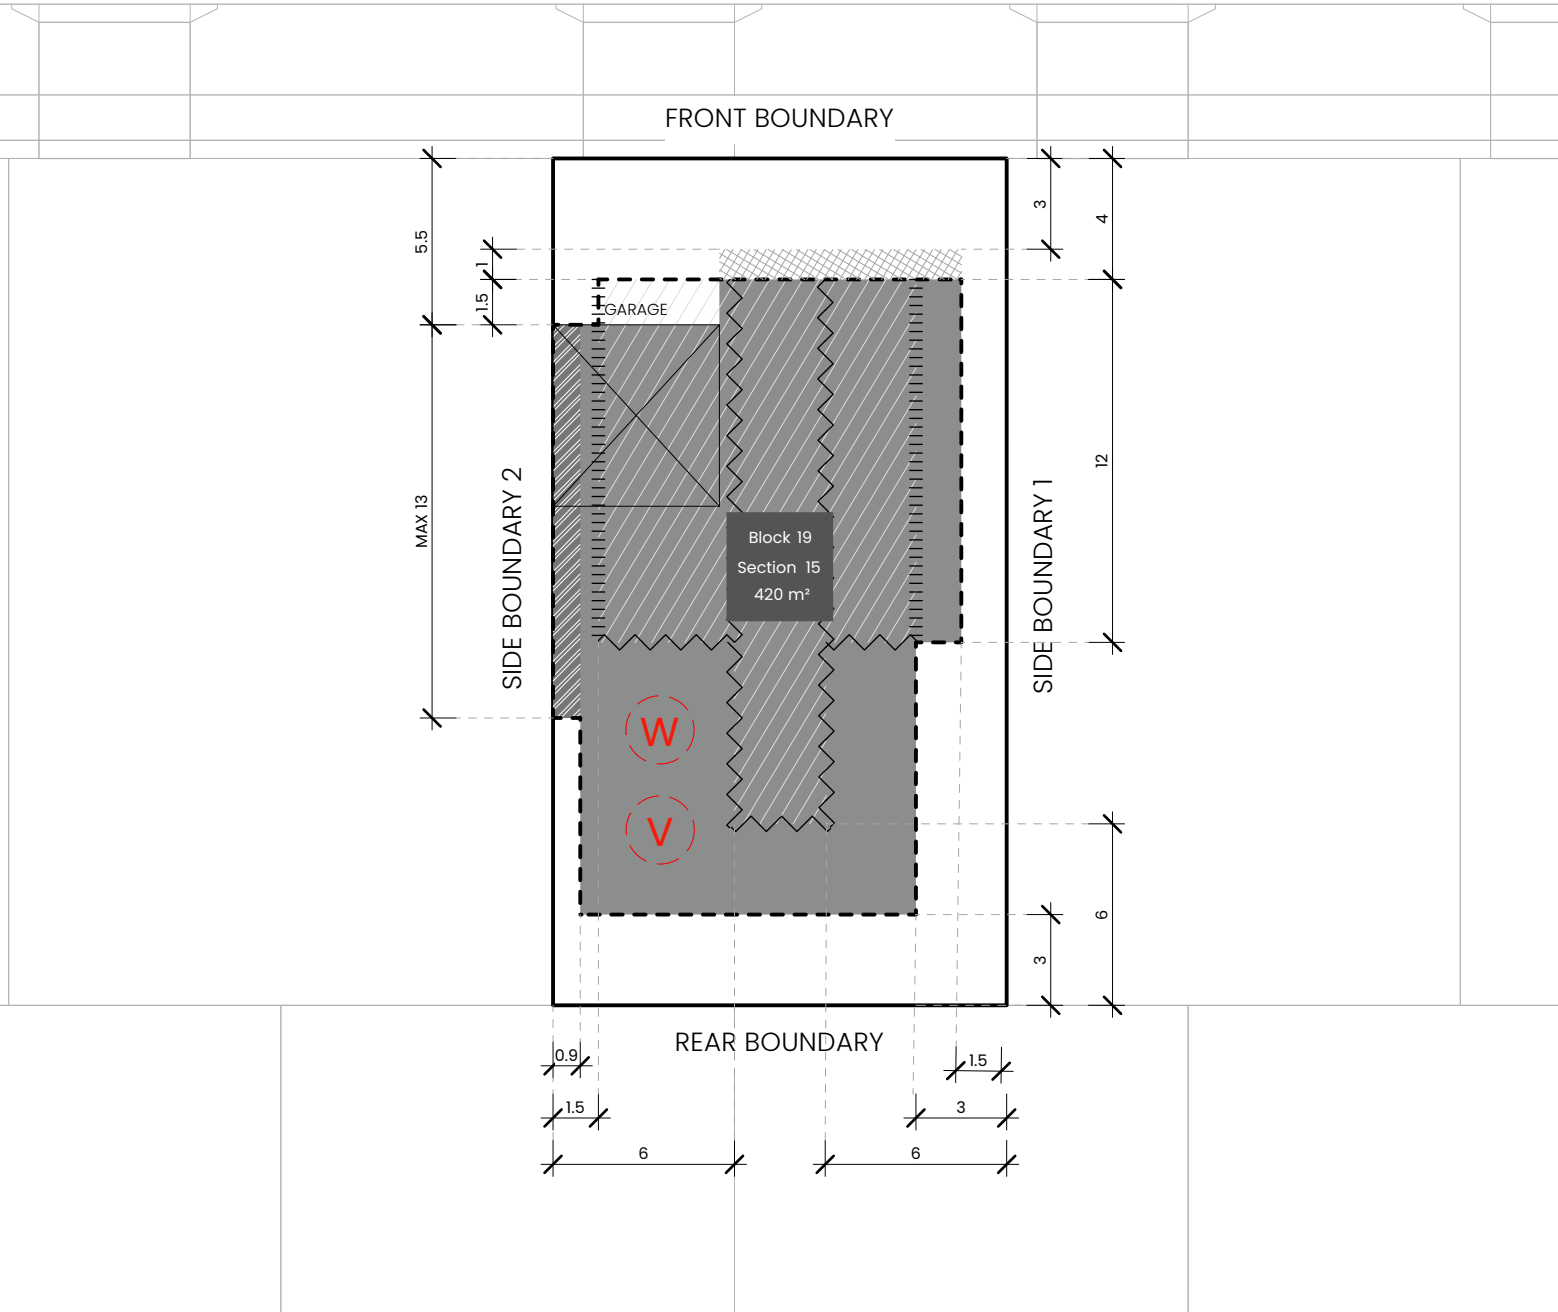 FRONT BOUNDARY
3
4
5.5
1
1.5
GARAGE
12
MAX 13
SIDE BOUNDARY 2
SIDE BOUNDARY 1
Block 19
Section 15
420 m²
W
V
6
3
REAR BOUNDARY
0.9
1.5
1.5
3
6
6